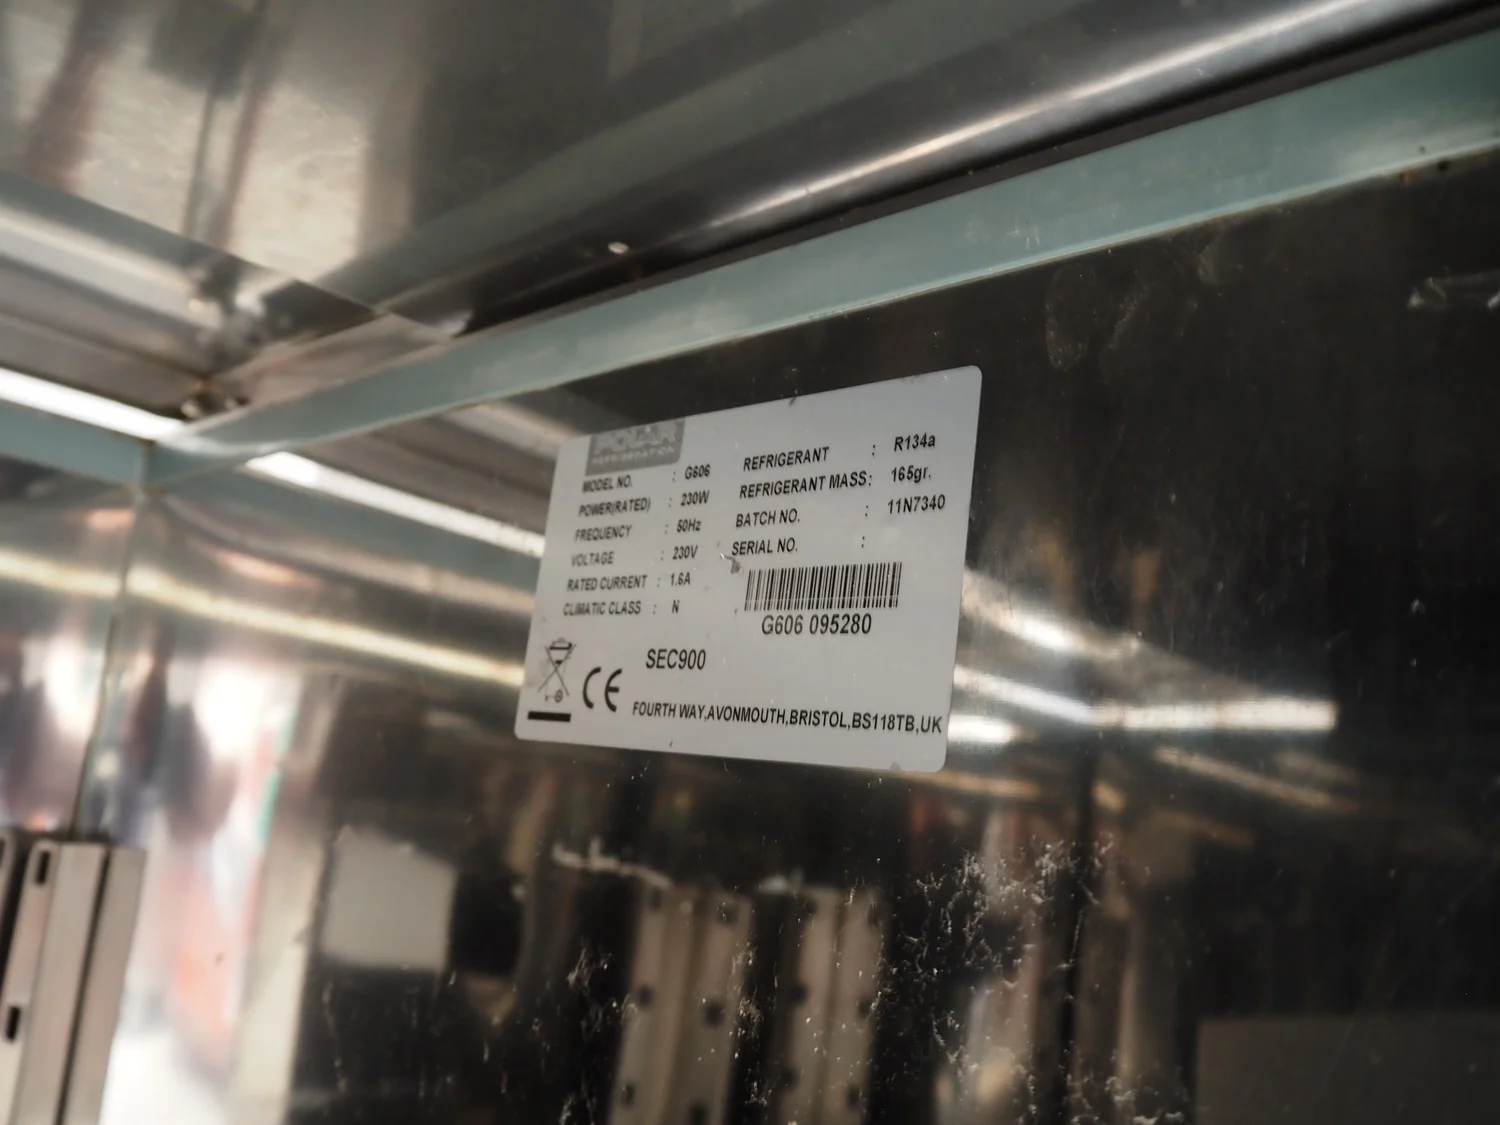 POLAR
REFRIGERATION
MODEL NO. : G606
POWER(RATED) : 230W
FREQUENCY : 50Hz
VOLTAGE : 230V
RATED CURRENT : 1.6A
CLIMATIC CLASS : N
REFRIGERANT : R134a
REFRIGERANT MASS: 165gr.
BATCH NO. : 11N7340
SERIAL NO. :
G606 095280
SEC900
CE
FOURTH WAY,AVONMOUTH,BRISTOL,BS118TB,UK